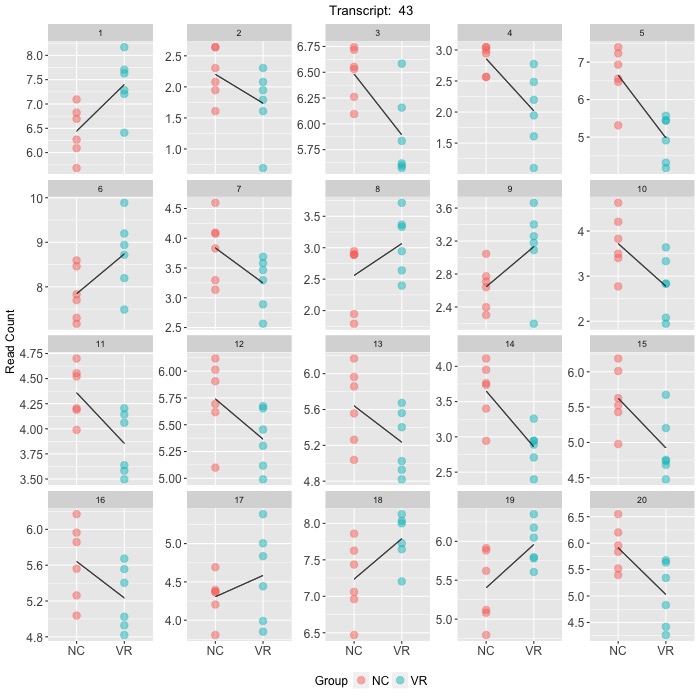 Transcript: 43
1 2 3 4 5
8.0 2.5 6.75 3.0 7
7.5 2.0 6.50 2.5 6
7.0 1.5 6.25 2.0 5
6.5 1.0 6.00 1.5
6.0 5.75
6 7 8 9 10
10 4.5 3.5 3.6 4
9 4.0 3.0 3.2 3
8 3.5 2.5 2.8 2
3.0 2.0 2.4
2.5
Read Count
11 12 13 14 15
4.75 6.00 6.0 4.0 6.0
4.50 5.75 5.6 3.5 5.5
4.25 5.50 5.2 3.0 5.0
4.00 5.25 4.8 2.5 4.5
3.75 5.00
3.50
16 17 18 19 20
6.0 5.0 8.0 6.0 6.5
5.6 4.5 7.5 5.5 6.0
5.2 4.0 7.0 5.0 5.5
4.8 6.5 5.0
4.5
NC VR NC VR NC VR NC VR NC VR
Group NC VR